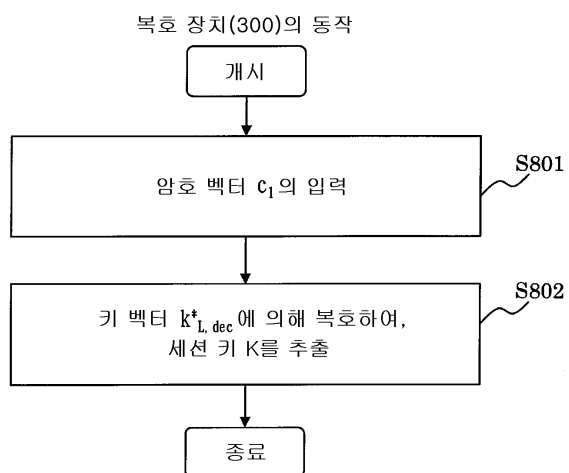 복호 장치(300)의 동작
개시
S801
암호 벡터 c₁의 입력
S802
키 벡터 k*L, dec에 의해 복호하여,
세션 키 K를 추출
종료